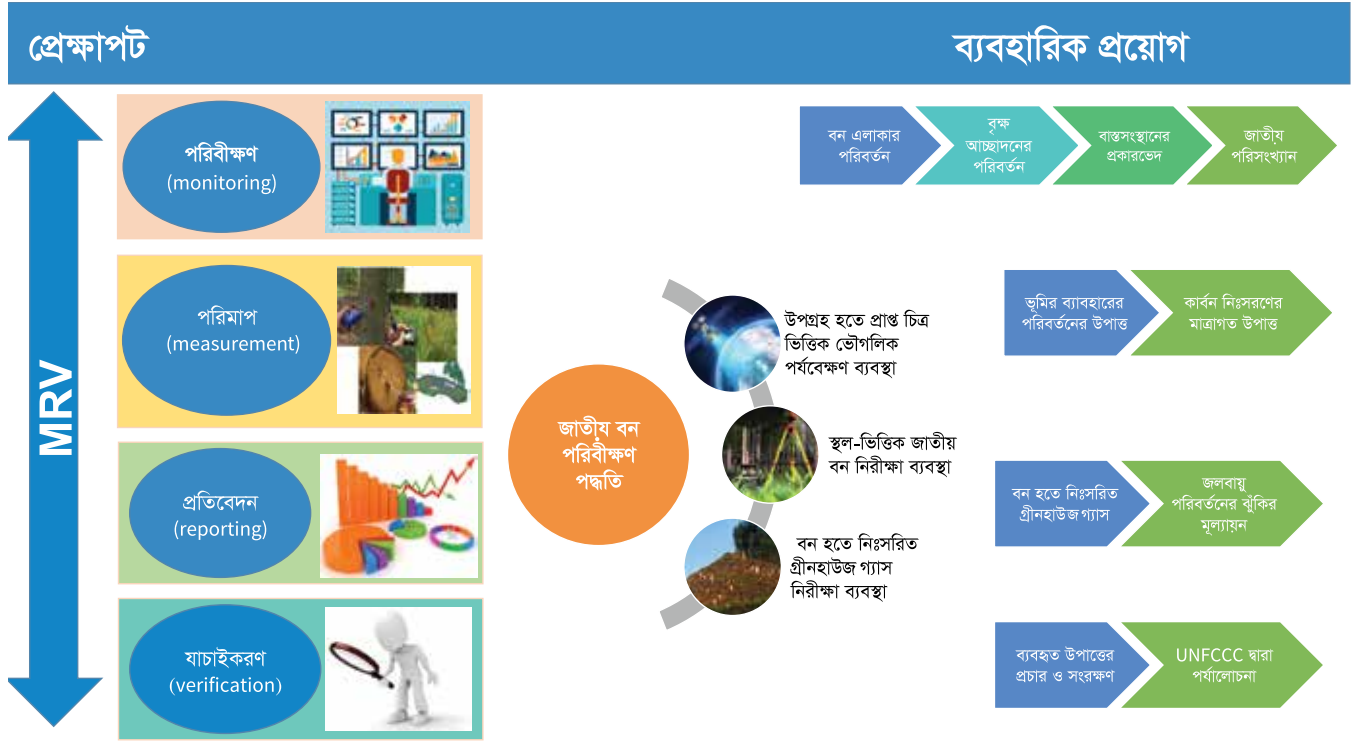 প্রেক্ষাপট
ব্যবহারিক প্রয়োগ
MRV
পরিবীক্ষণ
(monitoring)
পরিমাপ
(measurement)
প্রতিবেদন
(reporting)
যাচাইকরণ
(verification)
জাতীয় বন
পরিবীক্ষণ
পদ্ধতি
উপগ্রহ হতে প্রাপ্ত চিত্র
ভিত্তিক ভৌগলিক
পর্যবেক্ষণ ব্যবস্থা
স্থল-ভিত্তিক জাতীয়
বন নিরীক্ষা ব্যবস্থা
বন হতে নিঃসরিত
গ্রীনহাউজ গ্যাস
নিরীক্ষা ব্যবস্থা
বন এলাকার
পরিবর্তন
বৃক্ষ
আচ্ছাদনের
পরিবর্তন
বাস্তসংস্থানের
প্রকারভেদ
জাতীয়
পরিসংখ্যান
ভূমির ব্যাবহারের
পরিবর্তনের উপাত্ত
কার্বন নিঃসরণের
মাত্রাগত উপাত্ত
বন হতে নিঃসরিত
গ্রীনহাউজ গ্যাস
জলবায়ু
পরিবর্তনের ঝুঁকির
মূল্যায়ন
ব্যবহৃত উপাত্তের
প্রচার ও সংরক্ষণ
UNFCCC দ্বারা
পর্যালোচনা